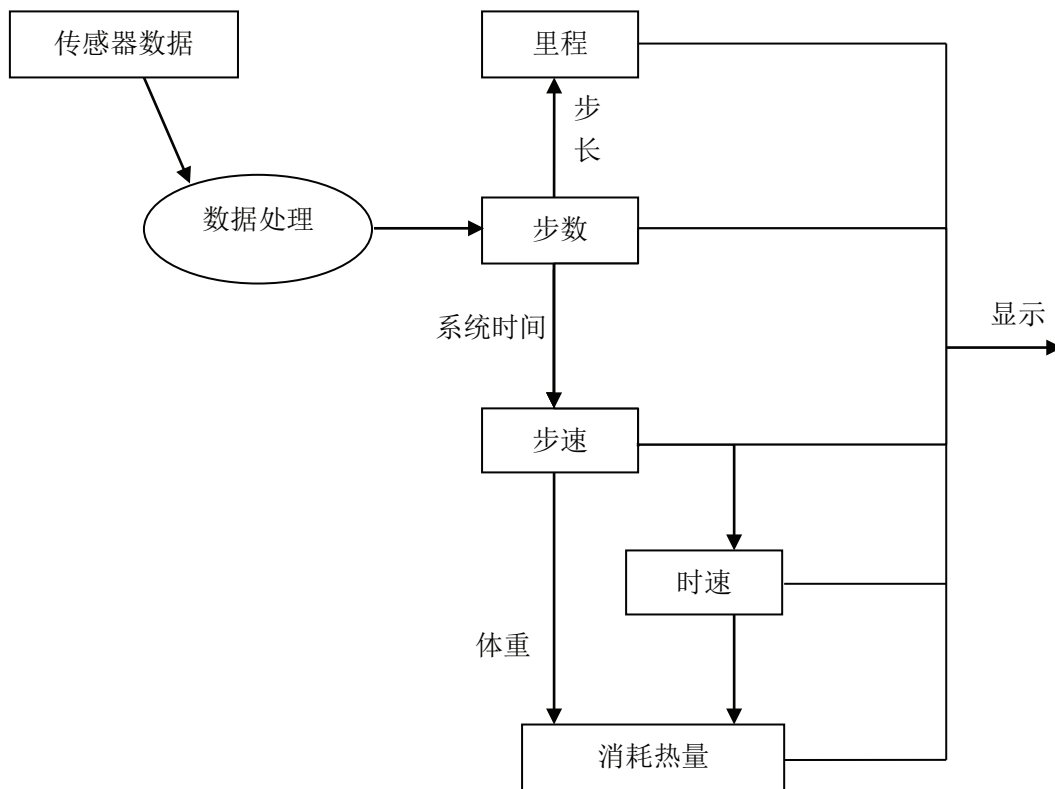 传感器数据
里程
步
长
数据处理
步数
系统时间
显示
步速
时速
体重
消耗热量